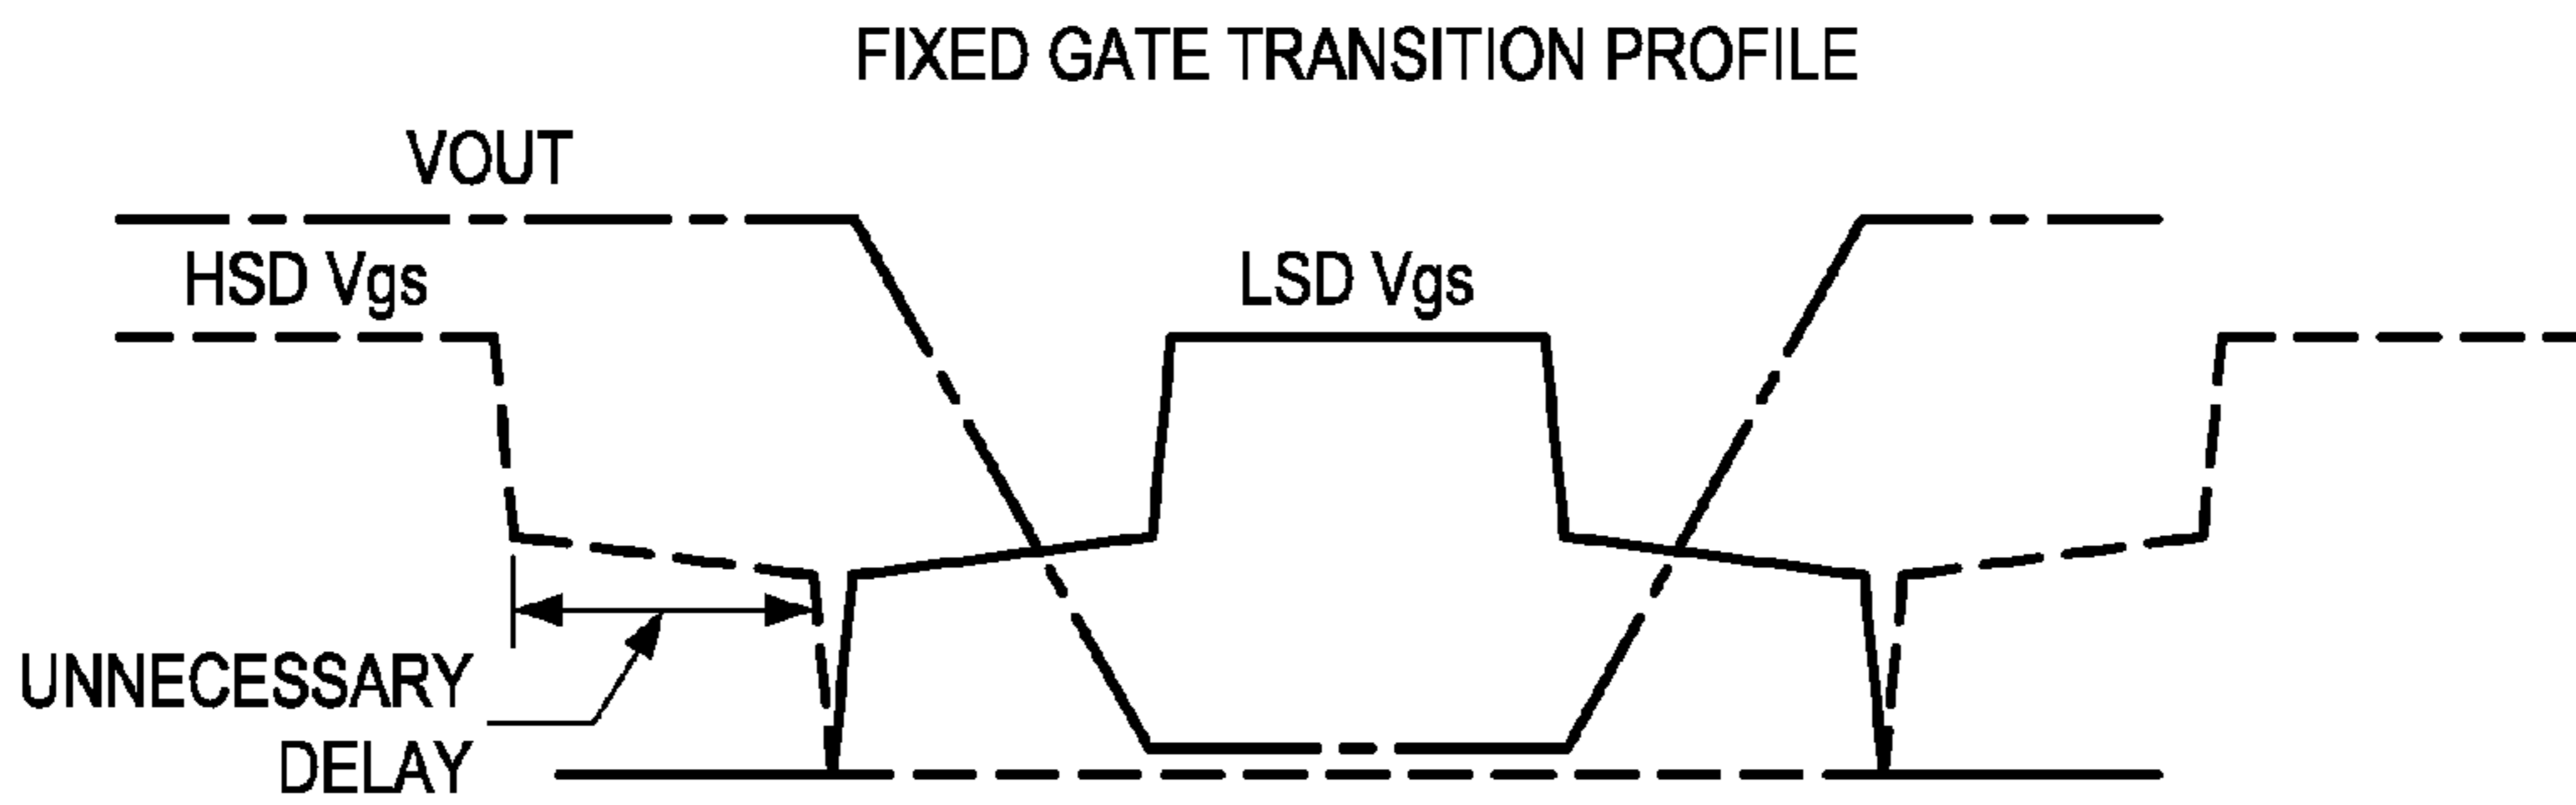 FIXED GATE TRANSITION PROFILE
VOUT
HSD Vgs
LSD Vgs
UNNECESSARY
DELAY